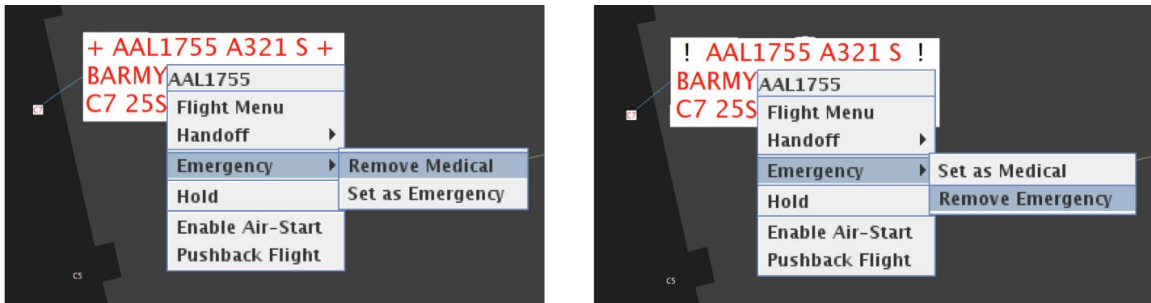 + AAL1755 A321 S +
BARMY
C7 25S
C7
AAL1755
Flight Menu
Handoff
Emergency
Remove Medical
Set as Emergency
Hold
Enable Air-Start
Pushback Flight
C5
! AAL1755 A321 S !
BARMY
C7 25S
C7
AAL1755
Flight Menu
Handoff
Emergency
Set as Medical
Remove Emergency
Hold
Enable Air-Start
Pushback Flight
C5